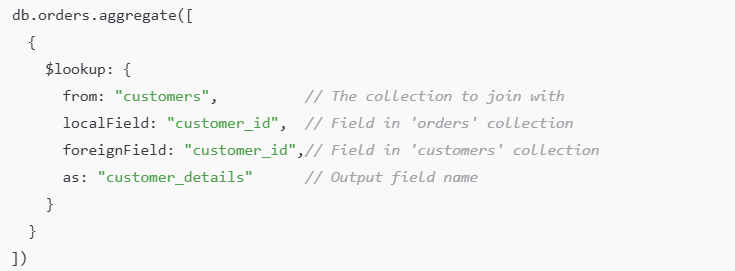 db.orders.aggregate([
  {
    $lookup: {
      from: "customers",          // The collection to join with
      localField: "customer_id",  // Field in 'orders' collection
      foreignField: "customer_id",// Field in 'customers' collection
      as: "customer_details"      // Output field name
    }
  }
])